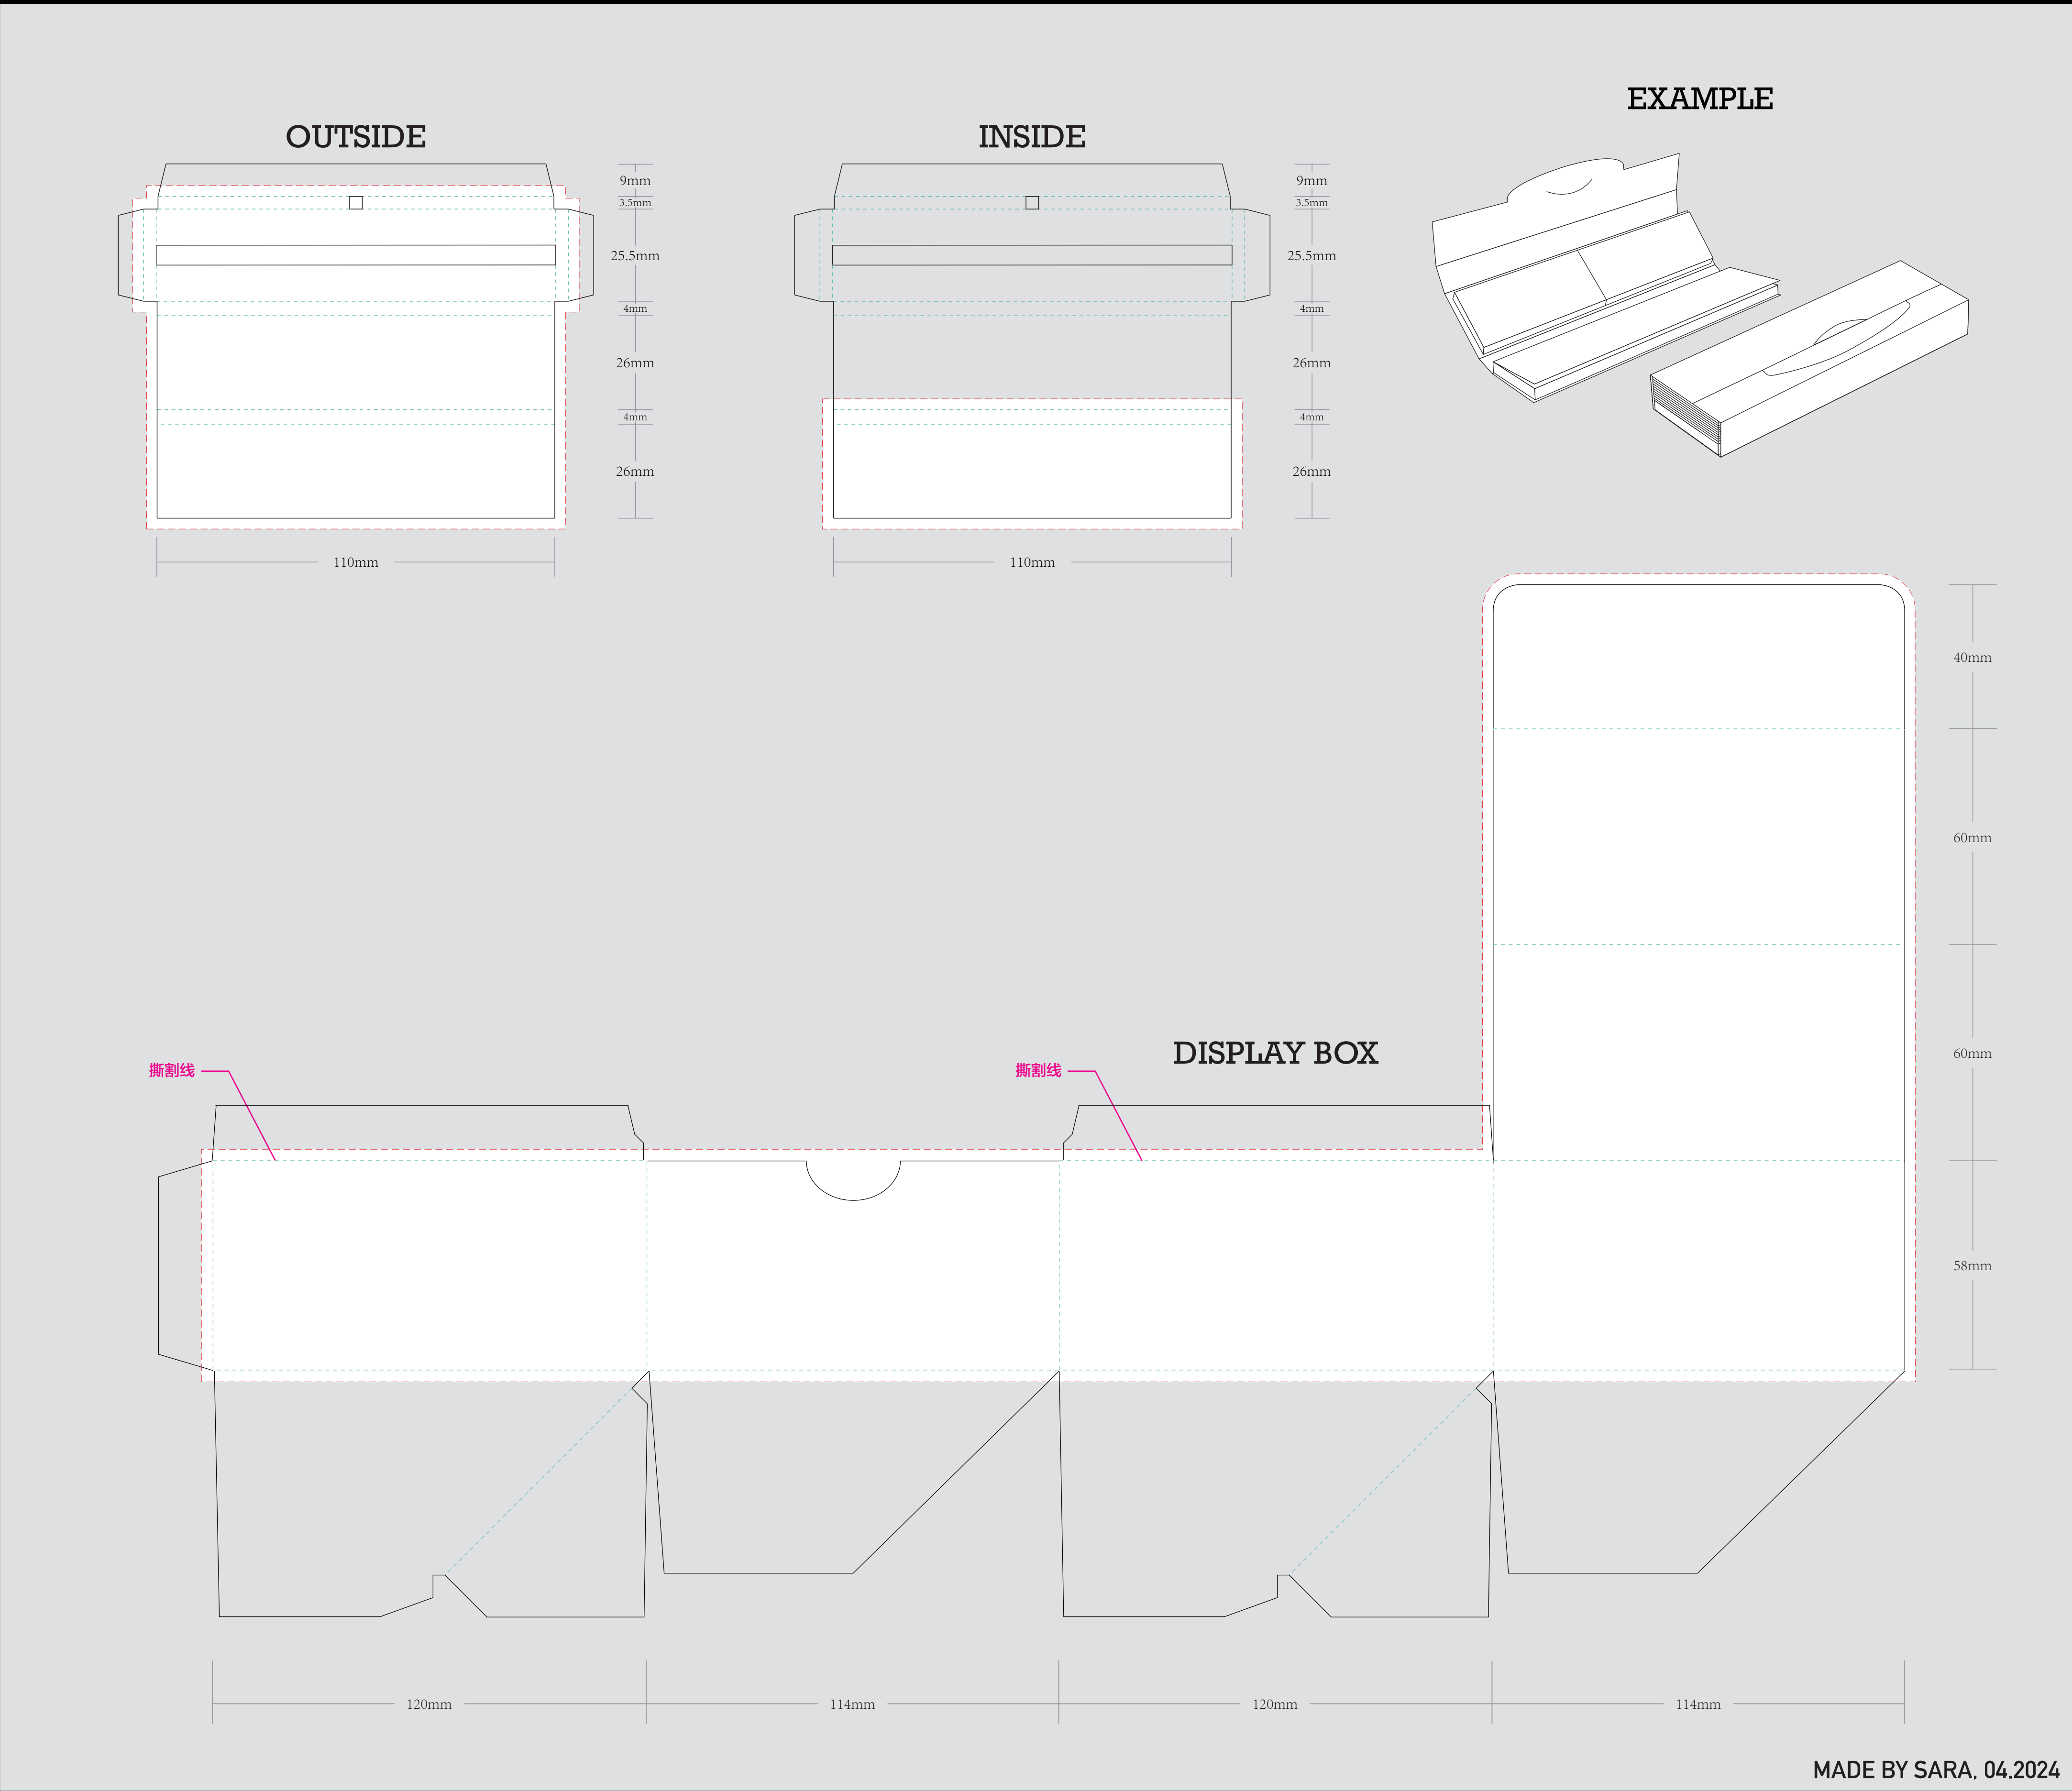 EXAMPLE
OUTSIDE
INSIDE
9mm
3.5mm
25.5mm
4mm
26mm
4mm
26mm
110mm
9mm
3.5mm
25.5mm
4mm
26mm
4mm
26mm
110mm
40mm
60mm
60mm
58mm
DISPLAY BOX
撕割线
撕割线
120mm
114mm
120mm
114mm
MADE BY SARA, 04.2024